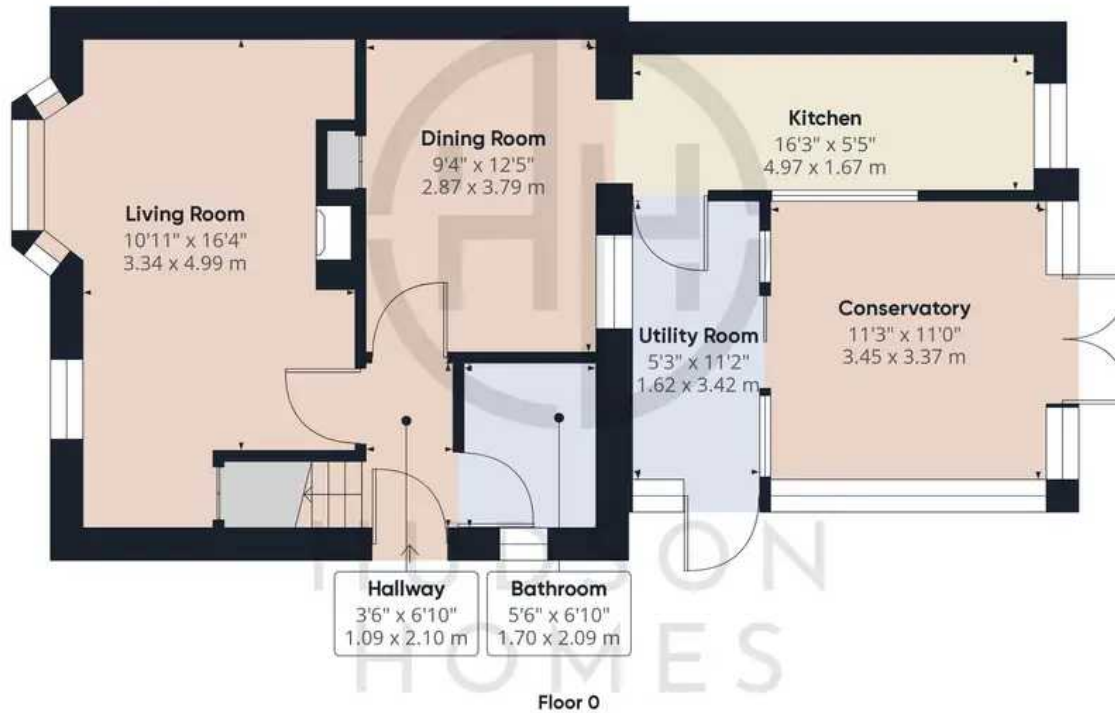 Kitchen
16'3" x 5'5"
4.97 x 1.67 m
Dining Room
9'4" x 12'5"
2.87 x 3.79 m
Living Room
10'11" x 16'4"
3.34 x 4.99 m
Conservatory
11'3" x 11'0"
3.45 x 3.37 m
Utility Room
5'3" x 11'2"
1.62 x 3.42 m
Hallway
3'6" x 6'10"
1.09 x 2.10 m
Bathroom
5'6" x 6'10"
1.70 x 2.09 m
HUDSON
HOMES
Floor 0